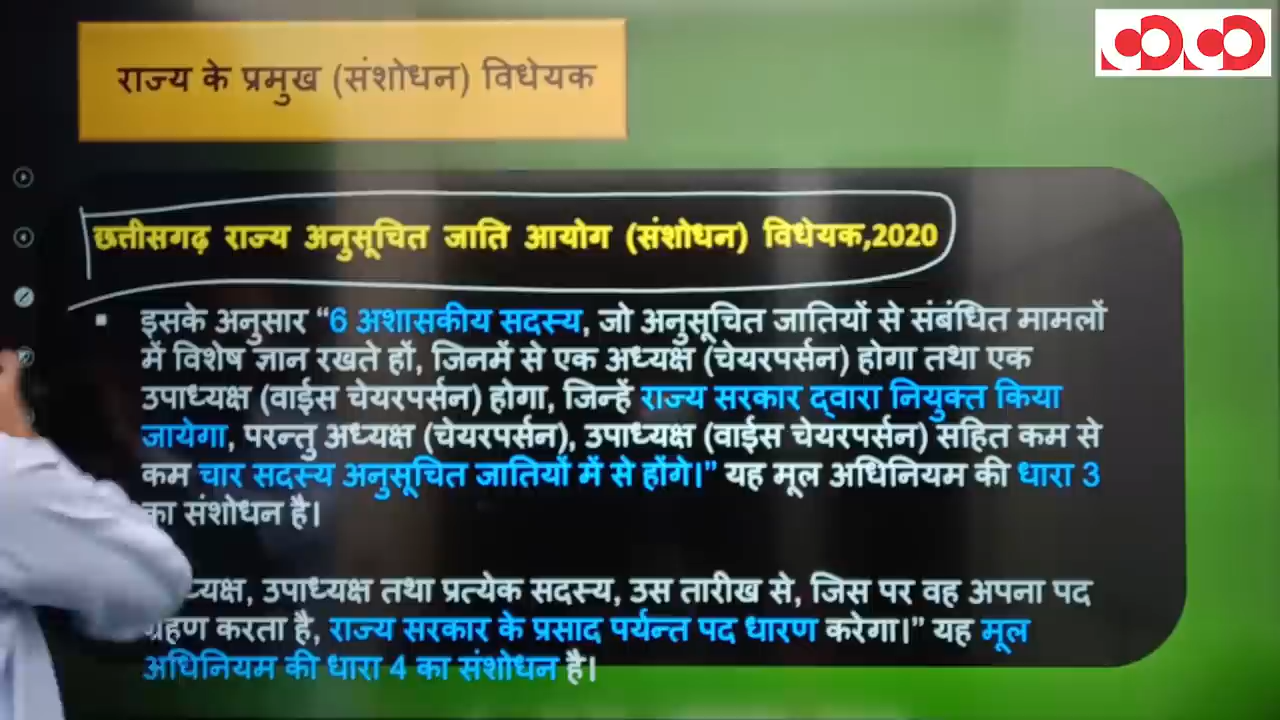 राज्य के प्रमुख (संशोधन) विधेयक
छत्तीसगढ़ राज्य अनुसूचित जाति आयोग (संशोधन) विधेयक,2020
▪ इसके अनुसार “6 अशासकीय सदस्य, जो अनुसूचित जातियों से संबंधित मामलों
में विशेष ज्ञान रखते हों, जिनमें से एक अध्यक्ष (चेयरपर्सन) होगा तथा एक
उपाध्यक्ष (वाईस चेयरपर्सन) होगा, जिन्हें राज्य सरकार द्वारा नियुक्त किया
जायेगा, परन्तु अध्यक्ष (चेयरपर्सन), उपाध्यक्ष (वाईस चेयरपर्सन) सहित कम से
कम चार सदस्य अनुसूचित जातियों में से होंगे।” यह मूल अधिनियम की धारा 3
का संशोधन है।
उपाध्यक्ष तथा प्रत्येक सदस्य, उस तारीख से, जिस पर वह अपना पद
ग्रहण करता है, राज्य सरकार के प्रसाद पर्यन्त पद धारण करेगा।” यह मूल
अधिनियम की धारा 4 का संशोधन है।